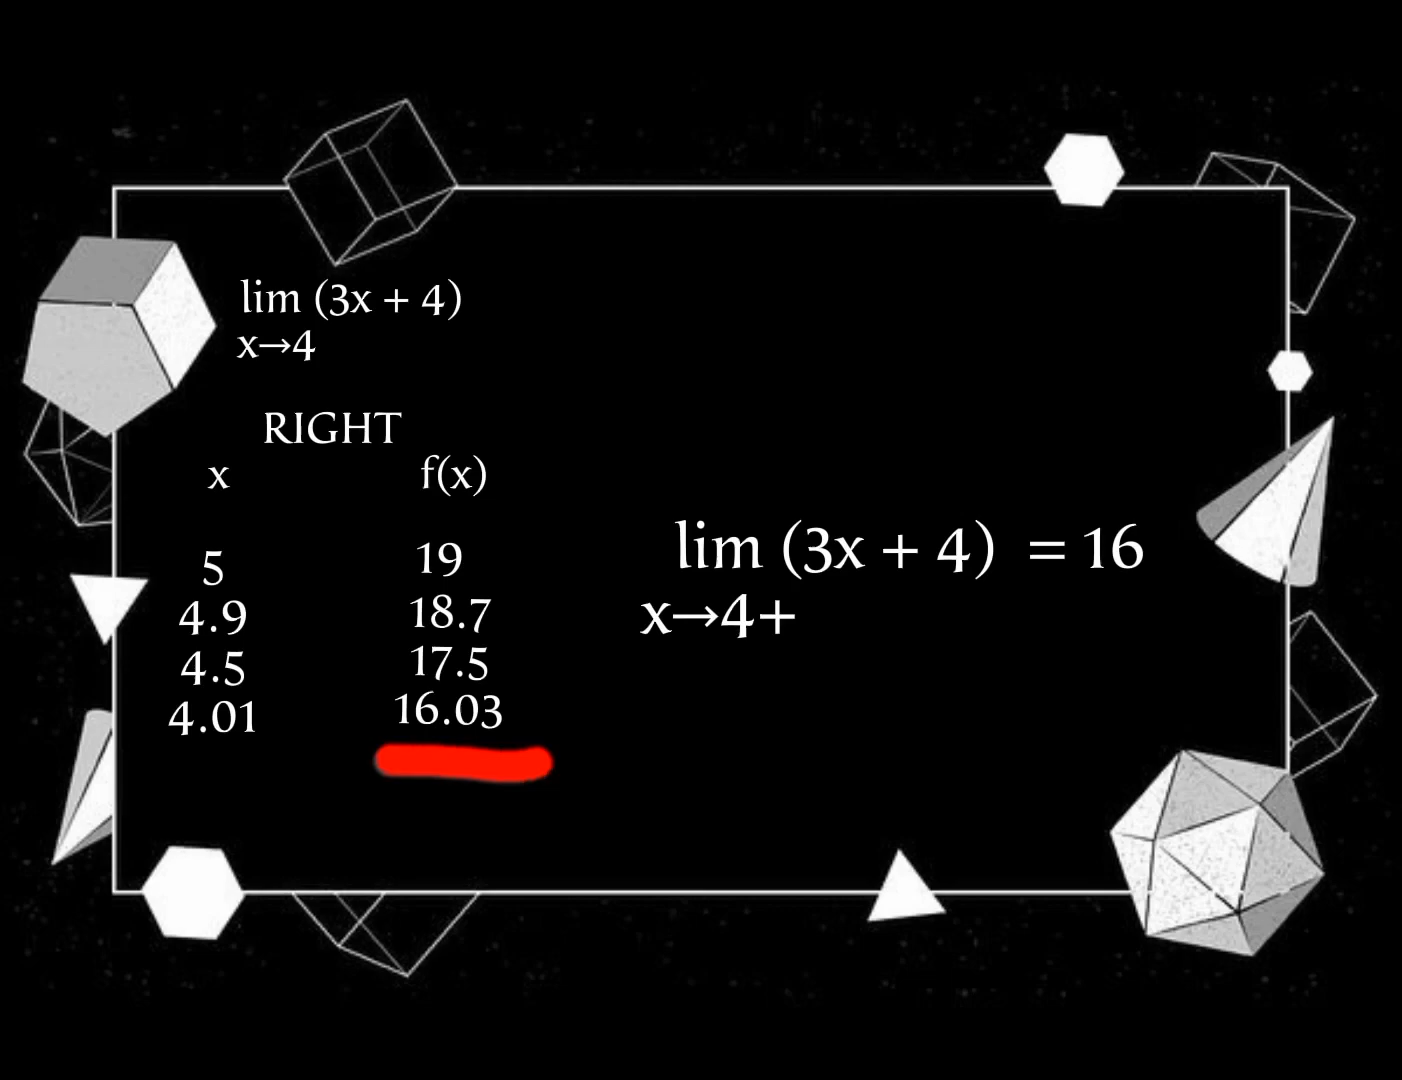 lim (3x + 4)
x→4
RIGHT
x f(x)
5 19
4.9 18.7
4.5 17.5
4.01 16.03
lim (3x + 4) = 16
x→4+